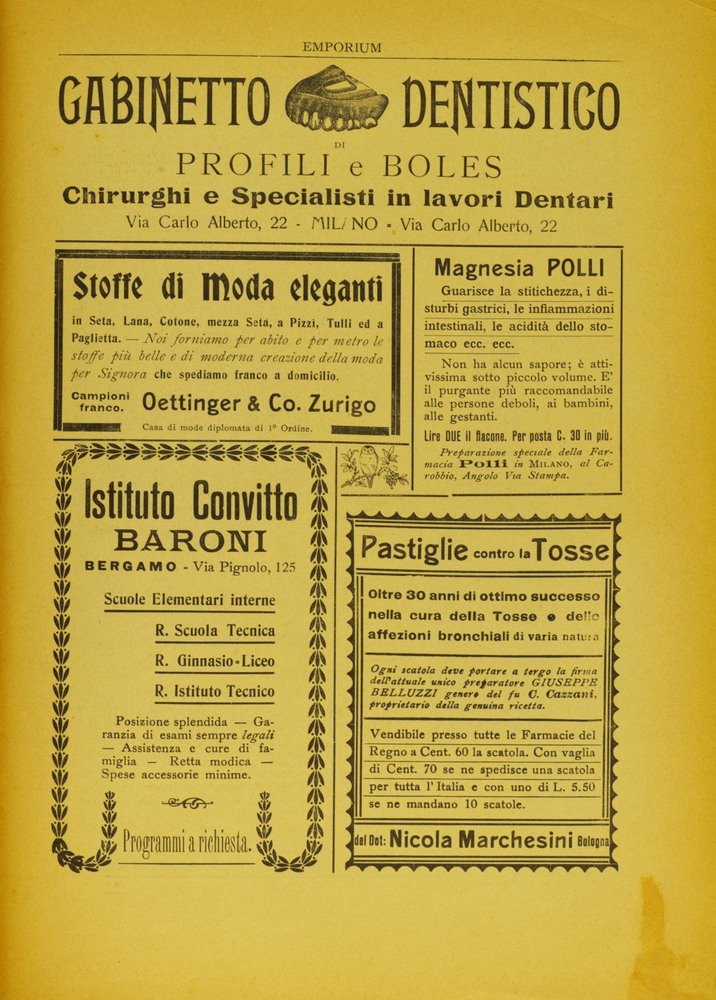 EMPORIUM
GABINETTO DENTISTICO
DI
PROFILI e BOLES
Chirurghi e Specialisti in lavori Dentari
Via Carlo Alberto, 22 - MILANO - Via Carlo Alberto, 22
Stoffe di Moda eleganti
in Seta, Lana, Cotone, mezza Seta, a Pizzi, Tulli ed a
Paglietta. — Noi forniamo per abito e per metro le
stoffe più belle e di moderna creazione della moda
per Signora che spediamo franco a domicilio.
Campioni
franco. Oettinger & Co. Zurigo
Casa di mode diplomata di 1º Ordine.
Magnesia POLLI
Guarisce la stitichezza, i di-
sturbi gastrici, le infiammazioni
intestinali, le acidità dello sto-
maco ecc. ecc.
Non ha alcun sapore; è atti-
vissima sotto piccolo volume. E'
il purgante più raccomandabile
alle persone deboli, ai bambini,
alle gestanti.
Lire DUE il flacone. Per posta C. 30 in più.
Preparazione speciale della Far-
macia Polli in MILANO, al Ca-
robbio, Angolo Via Stampa.
Istituto Convitto
BARONI
BERGAMO - Via Pignolo, 125
Scuole Elementari interne
R. Scuola Tecnica
R. Ginnasio-Liceo
R. Istituto Tecnico
Posizione splendida — Ga-
ranzia di esami sempre legali
— Assistenza e cure di fa-
miglia — Retta modica —
Spese accessorie minime.
Programmi a richiesta.
Pastiglie contro la Tosse
Oltre 30 anni di ottimo successo
nella cura della Tosse e delle
affezioni bronchiali di varia natura
Ogni scatola deve portare a tergo la firma
dell'attuale unico preparatore GIUSEPPE
BELLUZZI genero del fu C. Cazzani,
proprietario della genuina ricetta.
Vendibile presso tutte le Farmacie del
Regno a Cent. 60 la scatola. Con vaglia
di Cent. 70 se ne spedisce una scatola
per tutta l'Italia e con uno di L. 5.50
se ne mandano 10 scatole.
del Dot: Nicola Marchesini Bologna